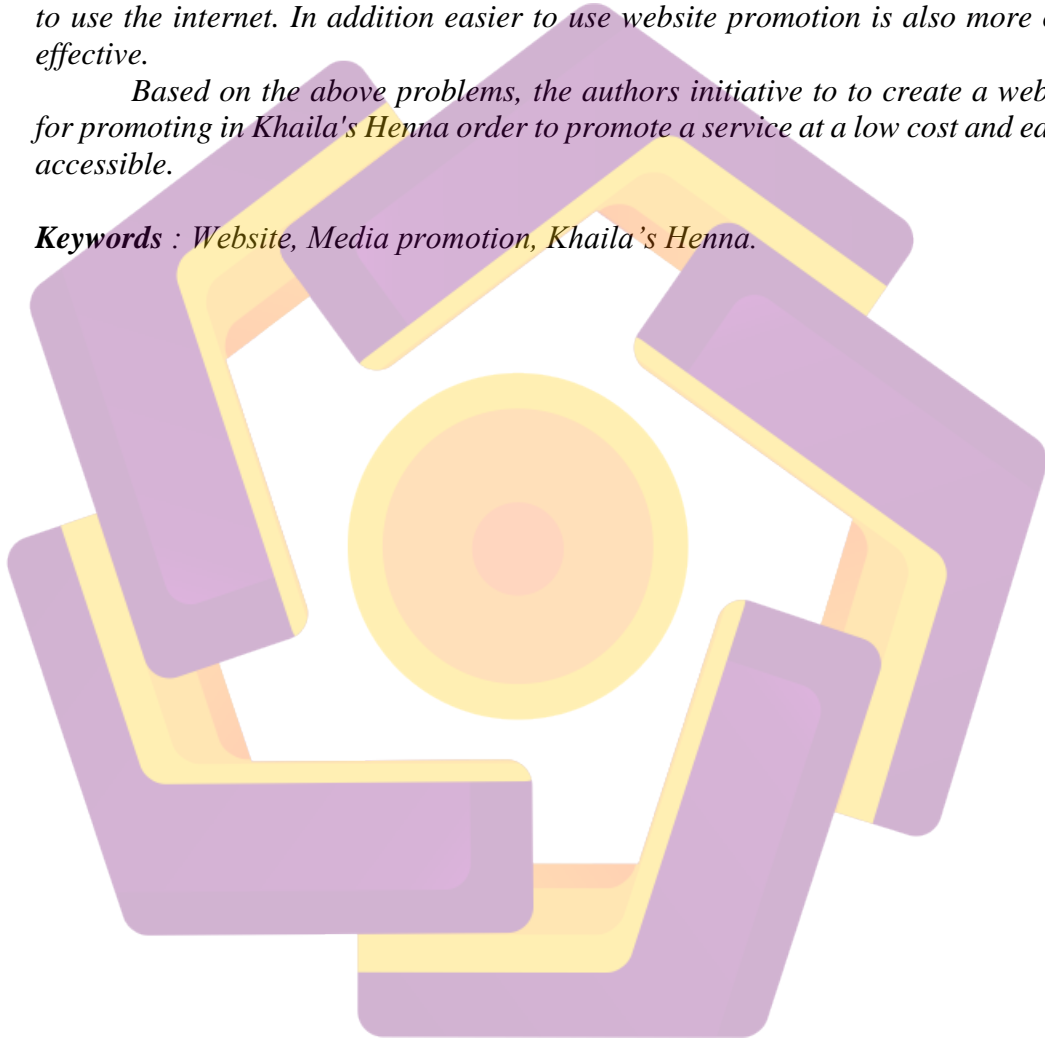 to use the internet. In addition easier to use website promotion is also more
effective.
Based on the above problems, the authors initiative to to create a web
for promoting in Khaila's Henna order to promote a service at a low cost and
accessible.
Keywords : Website, Media promotion, Khaila’s Henna.